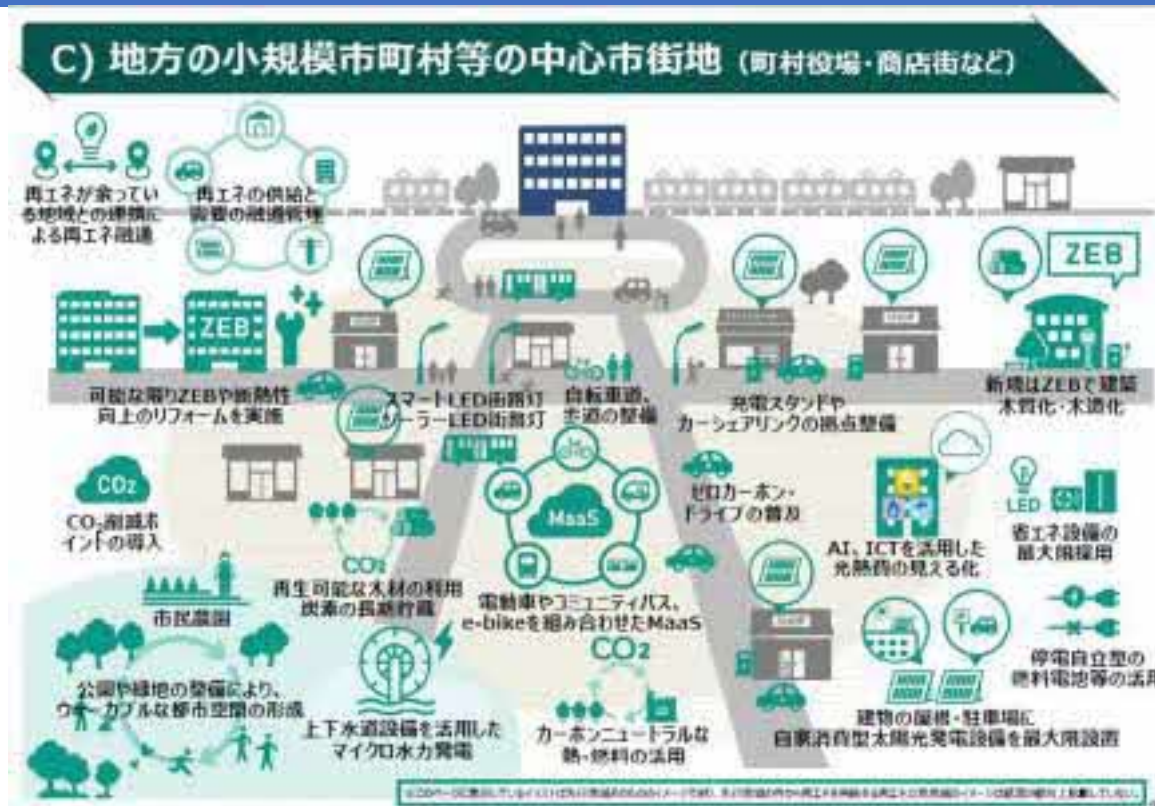 C) 地方の小規模市町村等の中心市街地 (町村役場・商店街など)
再エネが余ってい
る地域との連携に
よる再エネ融通
再エネの供給と
需要の融通管理
ZEB
ZEB
可能な限りZEBや断熱性
向上のリフォームを実施
スマートLED街路灯
ソーラーLED街路灯
自転車道、
歩道の整備
充電スタンドや
カーシェアリングの拠点整備
新規はZEBで建築
木質化・木造化
CO2
CO2削減ポ
イントの導入
CO2
再生可能な木材の利用
炭素の長期貯蔵
MaaS
電動車やコミュニティバス、
e-bikeを組み合わせたMaaS
ゼロカーボン・
ドライブの普及
AI、ICTを活用した
光熱費の見える化
LED
省エネ設備の
最大限採用
市民農園
公園や緑地の整備により、
ウォーカブルな都市空間の形成
上下水道設備を活用した
マイクロ水力発電
CO2
カーボンニュートラルな
熱・燃料の活用
建物の屋根・駐車場に
自家消費型太陽光発電設備を最大限設置
停電自立型の
燃料電池等の活用